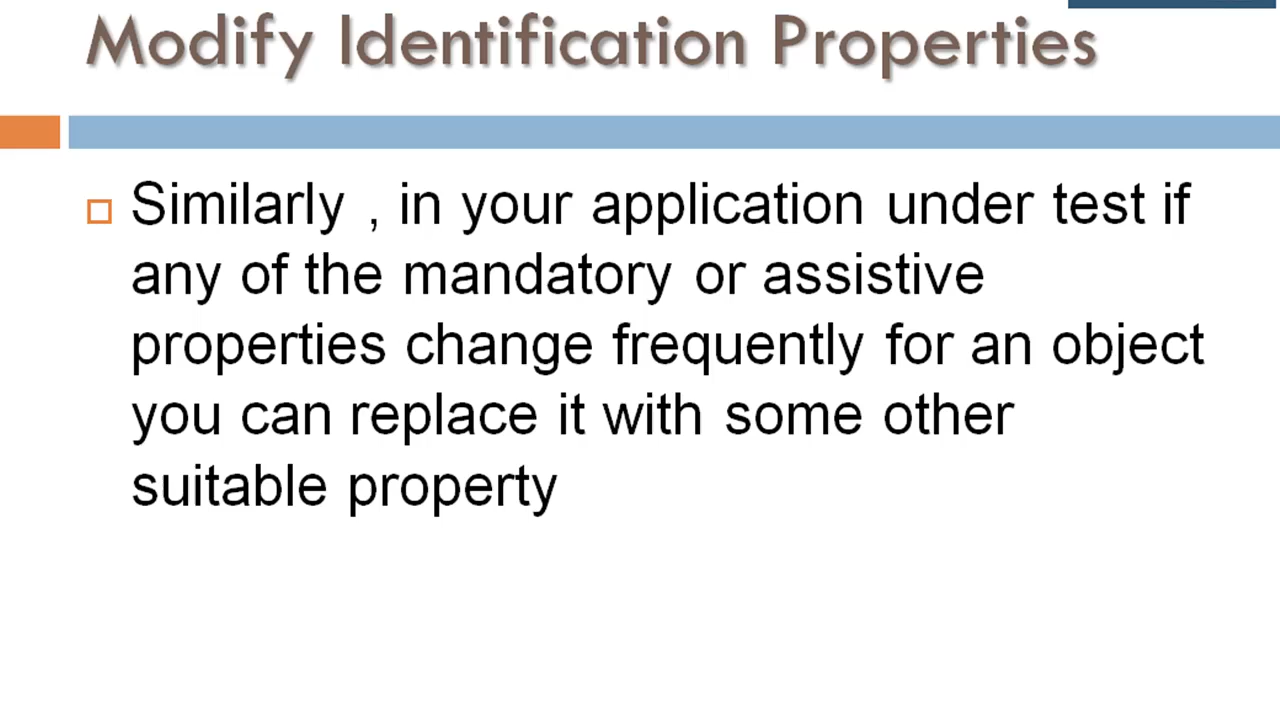 Modify Identification Properties
Similarly , in your application under test if
any of the mandatory or assistive
properties change frequently for an object
you can replace it with some other
suitable property